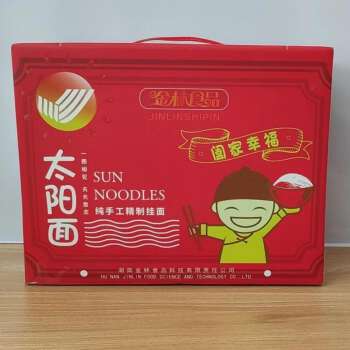 金林食品
JINLINSHIPIN
阖家幸福
太阳面
SUN
NOODLES
纯手工精制挂面
湖南金林食品科技有限责任公司
HU NAN JINLIN FOOD SCIENCE AND TECHNOLOGY CO.,LTD